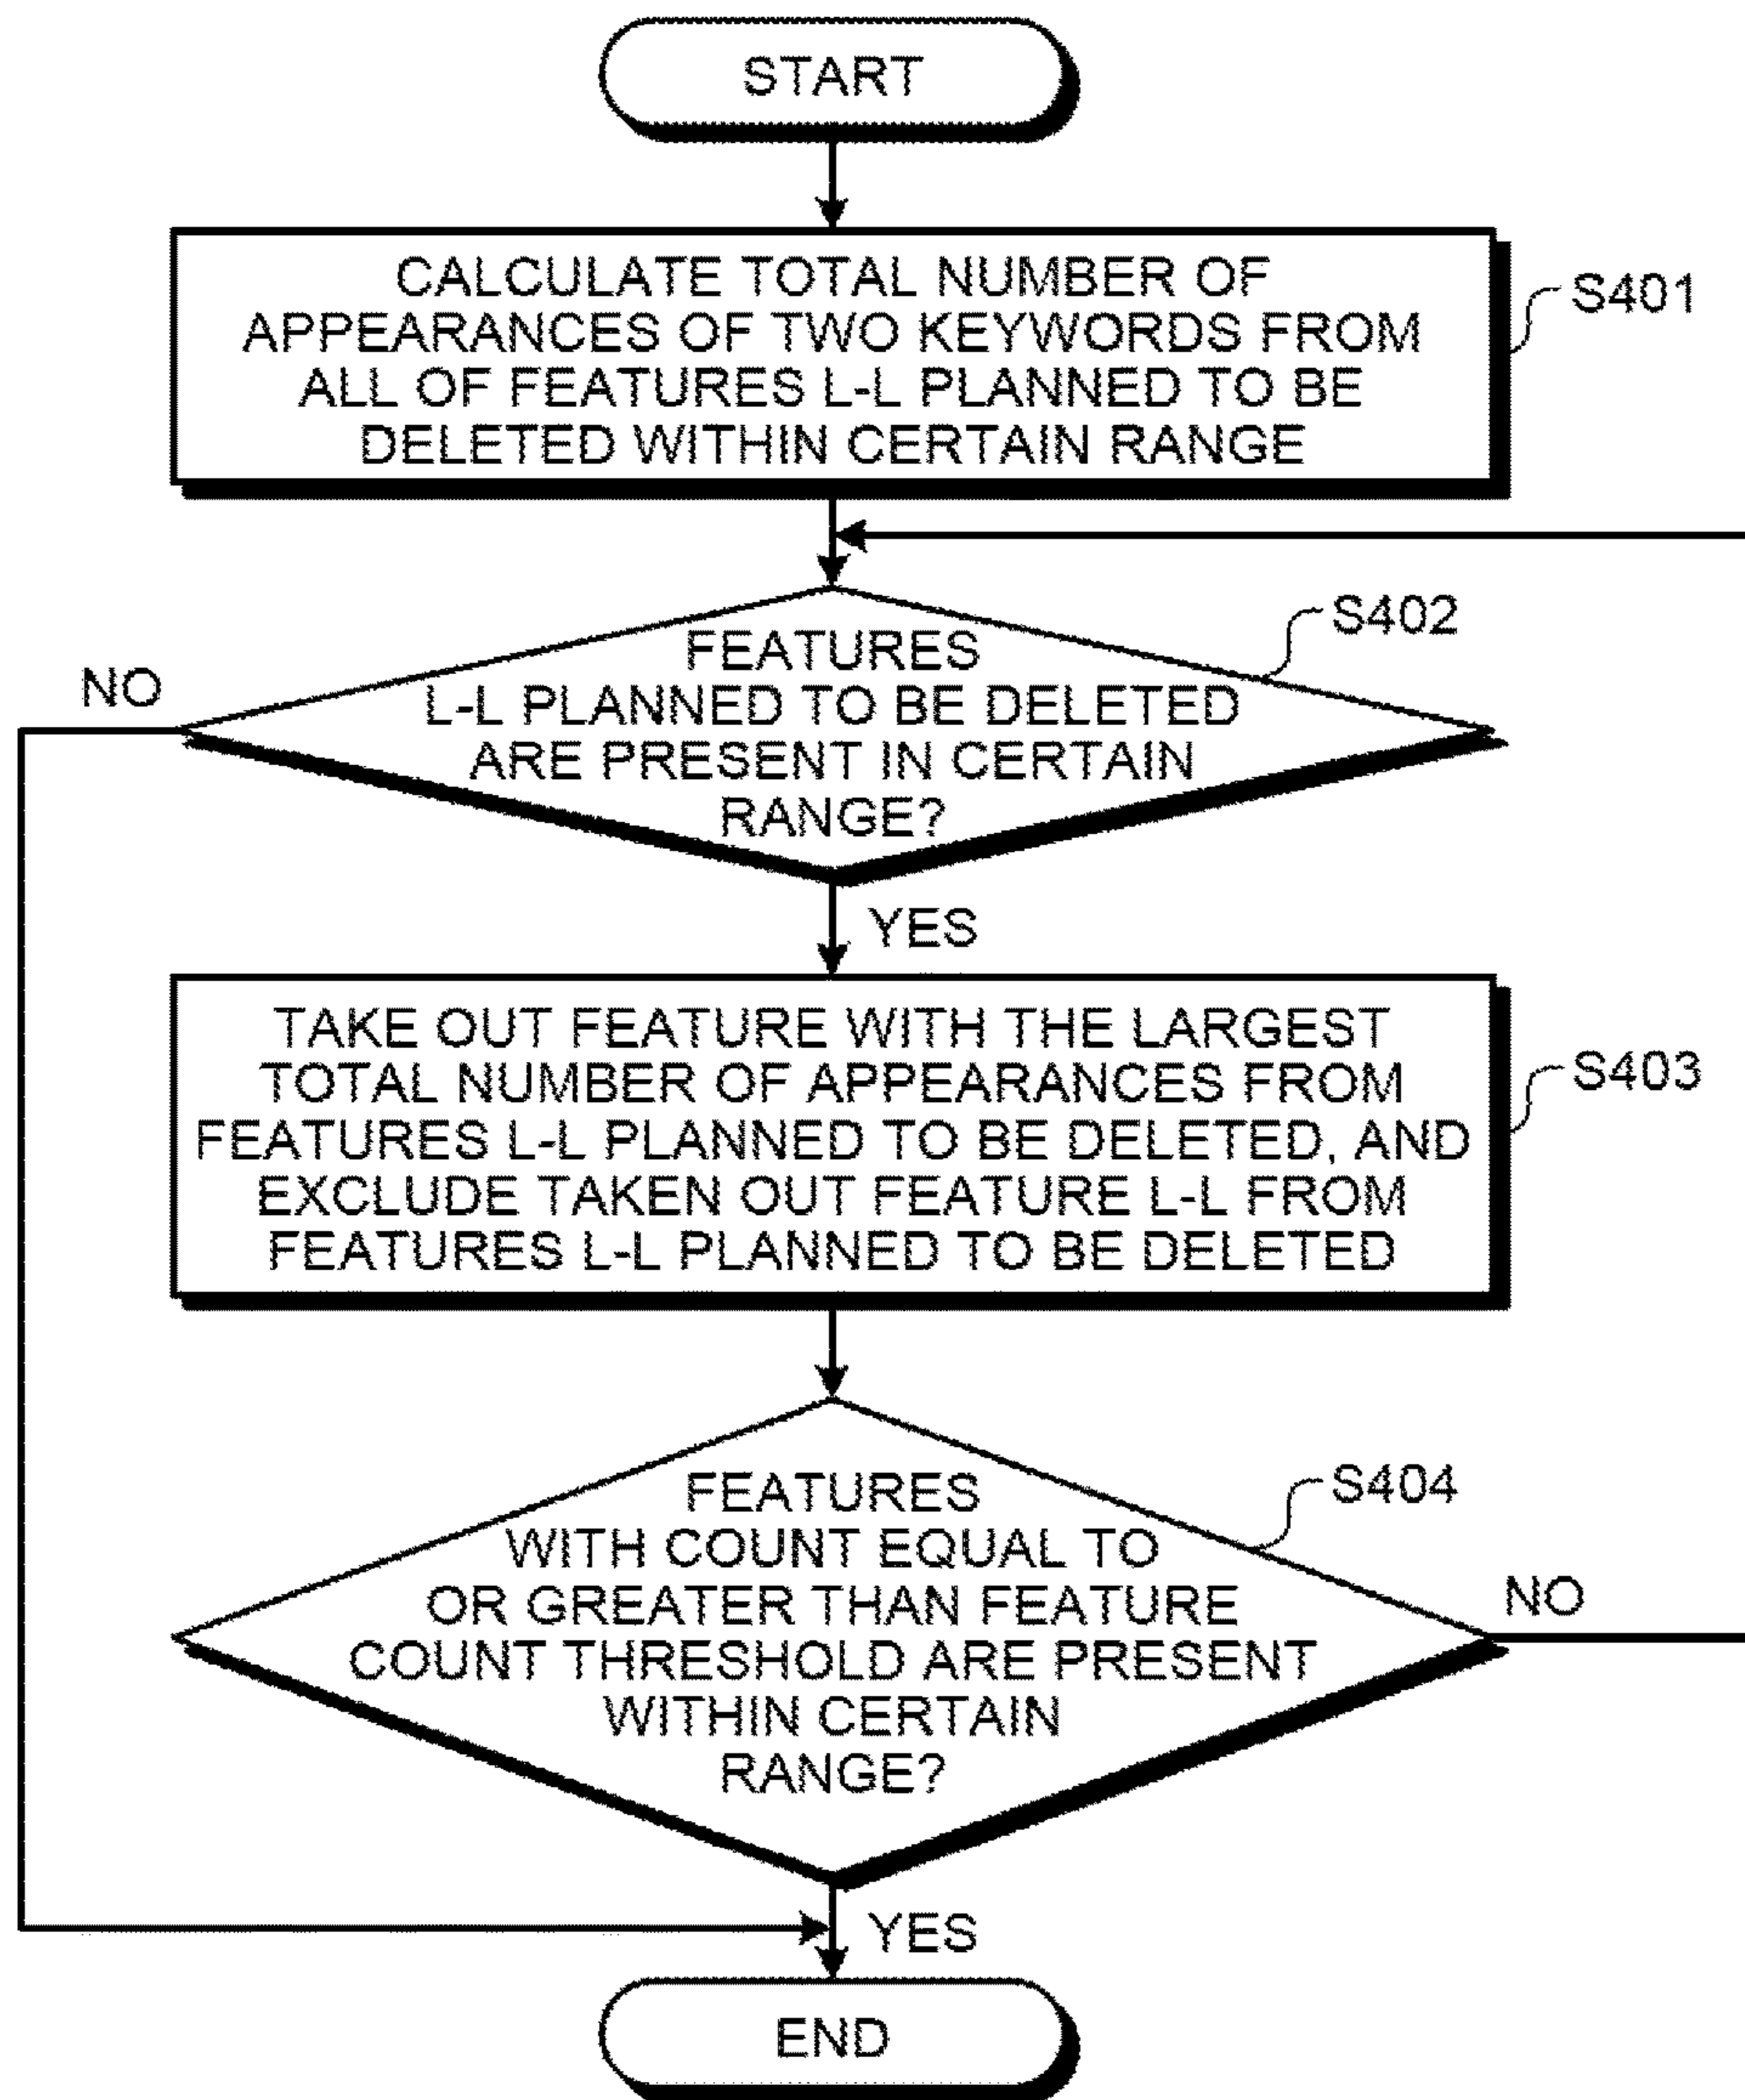 START
CALCULATE TOTAL NUMBER OF
APPEARANCES OF TWO KEYWORDS FROM
ALL OF FEATURES L-L PLANNED TO BE
DELETED WITHIN CERTAIN RANGE
S401
FEATURES
L-L PLANNED TO BE DELETED
ARE PRESENT IN CERTAIN
RANGE?
S402
NO
YES
TAKE OUT FEATURE WITH THE LARGEST
TOTAL NUMBER OF APPEARANCES FROM
FEATURES L-L PLANNED TO BE DELETED, AND
EXCLUDE TAKEN OUT FEATURE L-L FROM
FEATURES L-L PLANNED TO BE DELETED
S403
FEATURES
WITH COUNT EQUAL TO
OR GREATER THAN FEATURE
COUNT THRESHOLD ARE PRESENT
WITHIN CERTAIN
RANGE?
S404
NO
YES
END